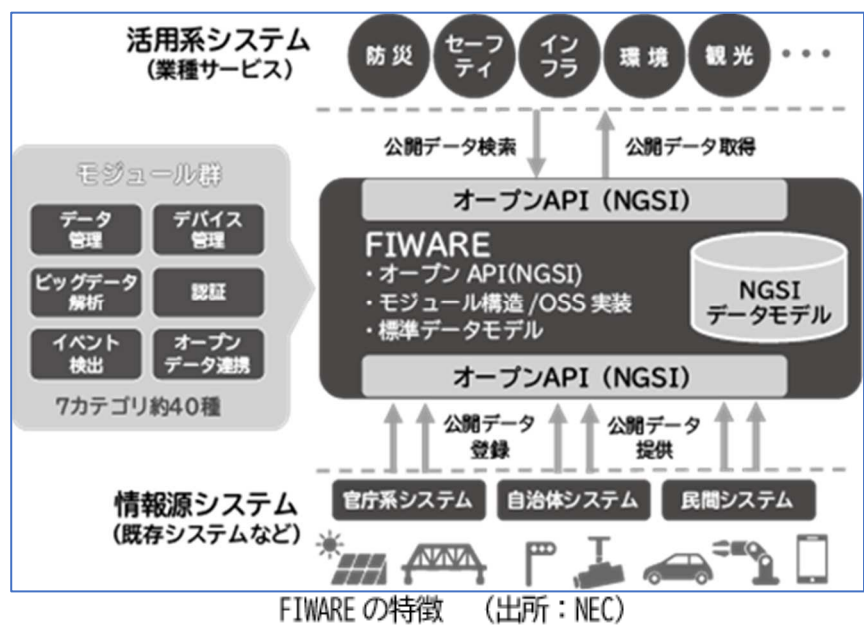 活用系システム
(業種サービス)
防災
セーフ
ティ
イン
フラ
環境
観光
・・・
公開データ検索
公開データ取得
モジュール群
データ
管理
デバイス
管理
ビッグデータ
解析
認証
イベント
検出
オープン
データ連携
7カテゴリ約40種
オープンAPI (NGSI)
FIWARE
・オープン API(NGSI)
・モジュール構造/OSS実装
・標準データモデル
NGSI
データモデル
オープンAPI (NGSI)
公開データ
登録
公開データ
提供
情報源システム
(既存システムなど)
官庁系システム
自治体システム
民間システム
FIWAREの特徴 (出所:NEC)